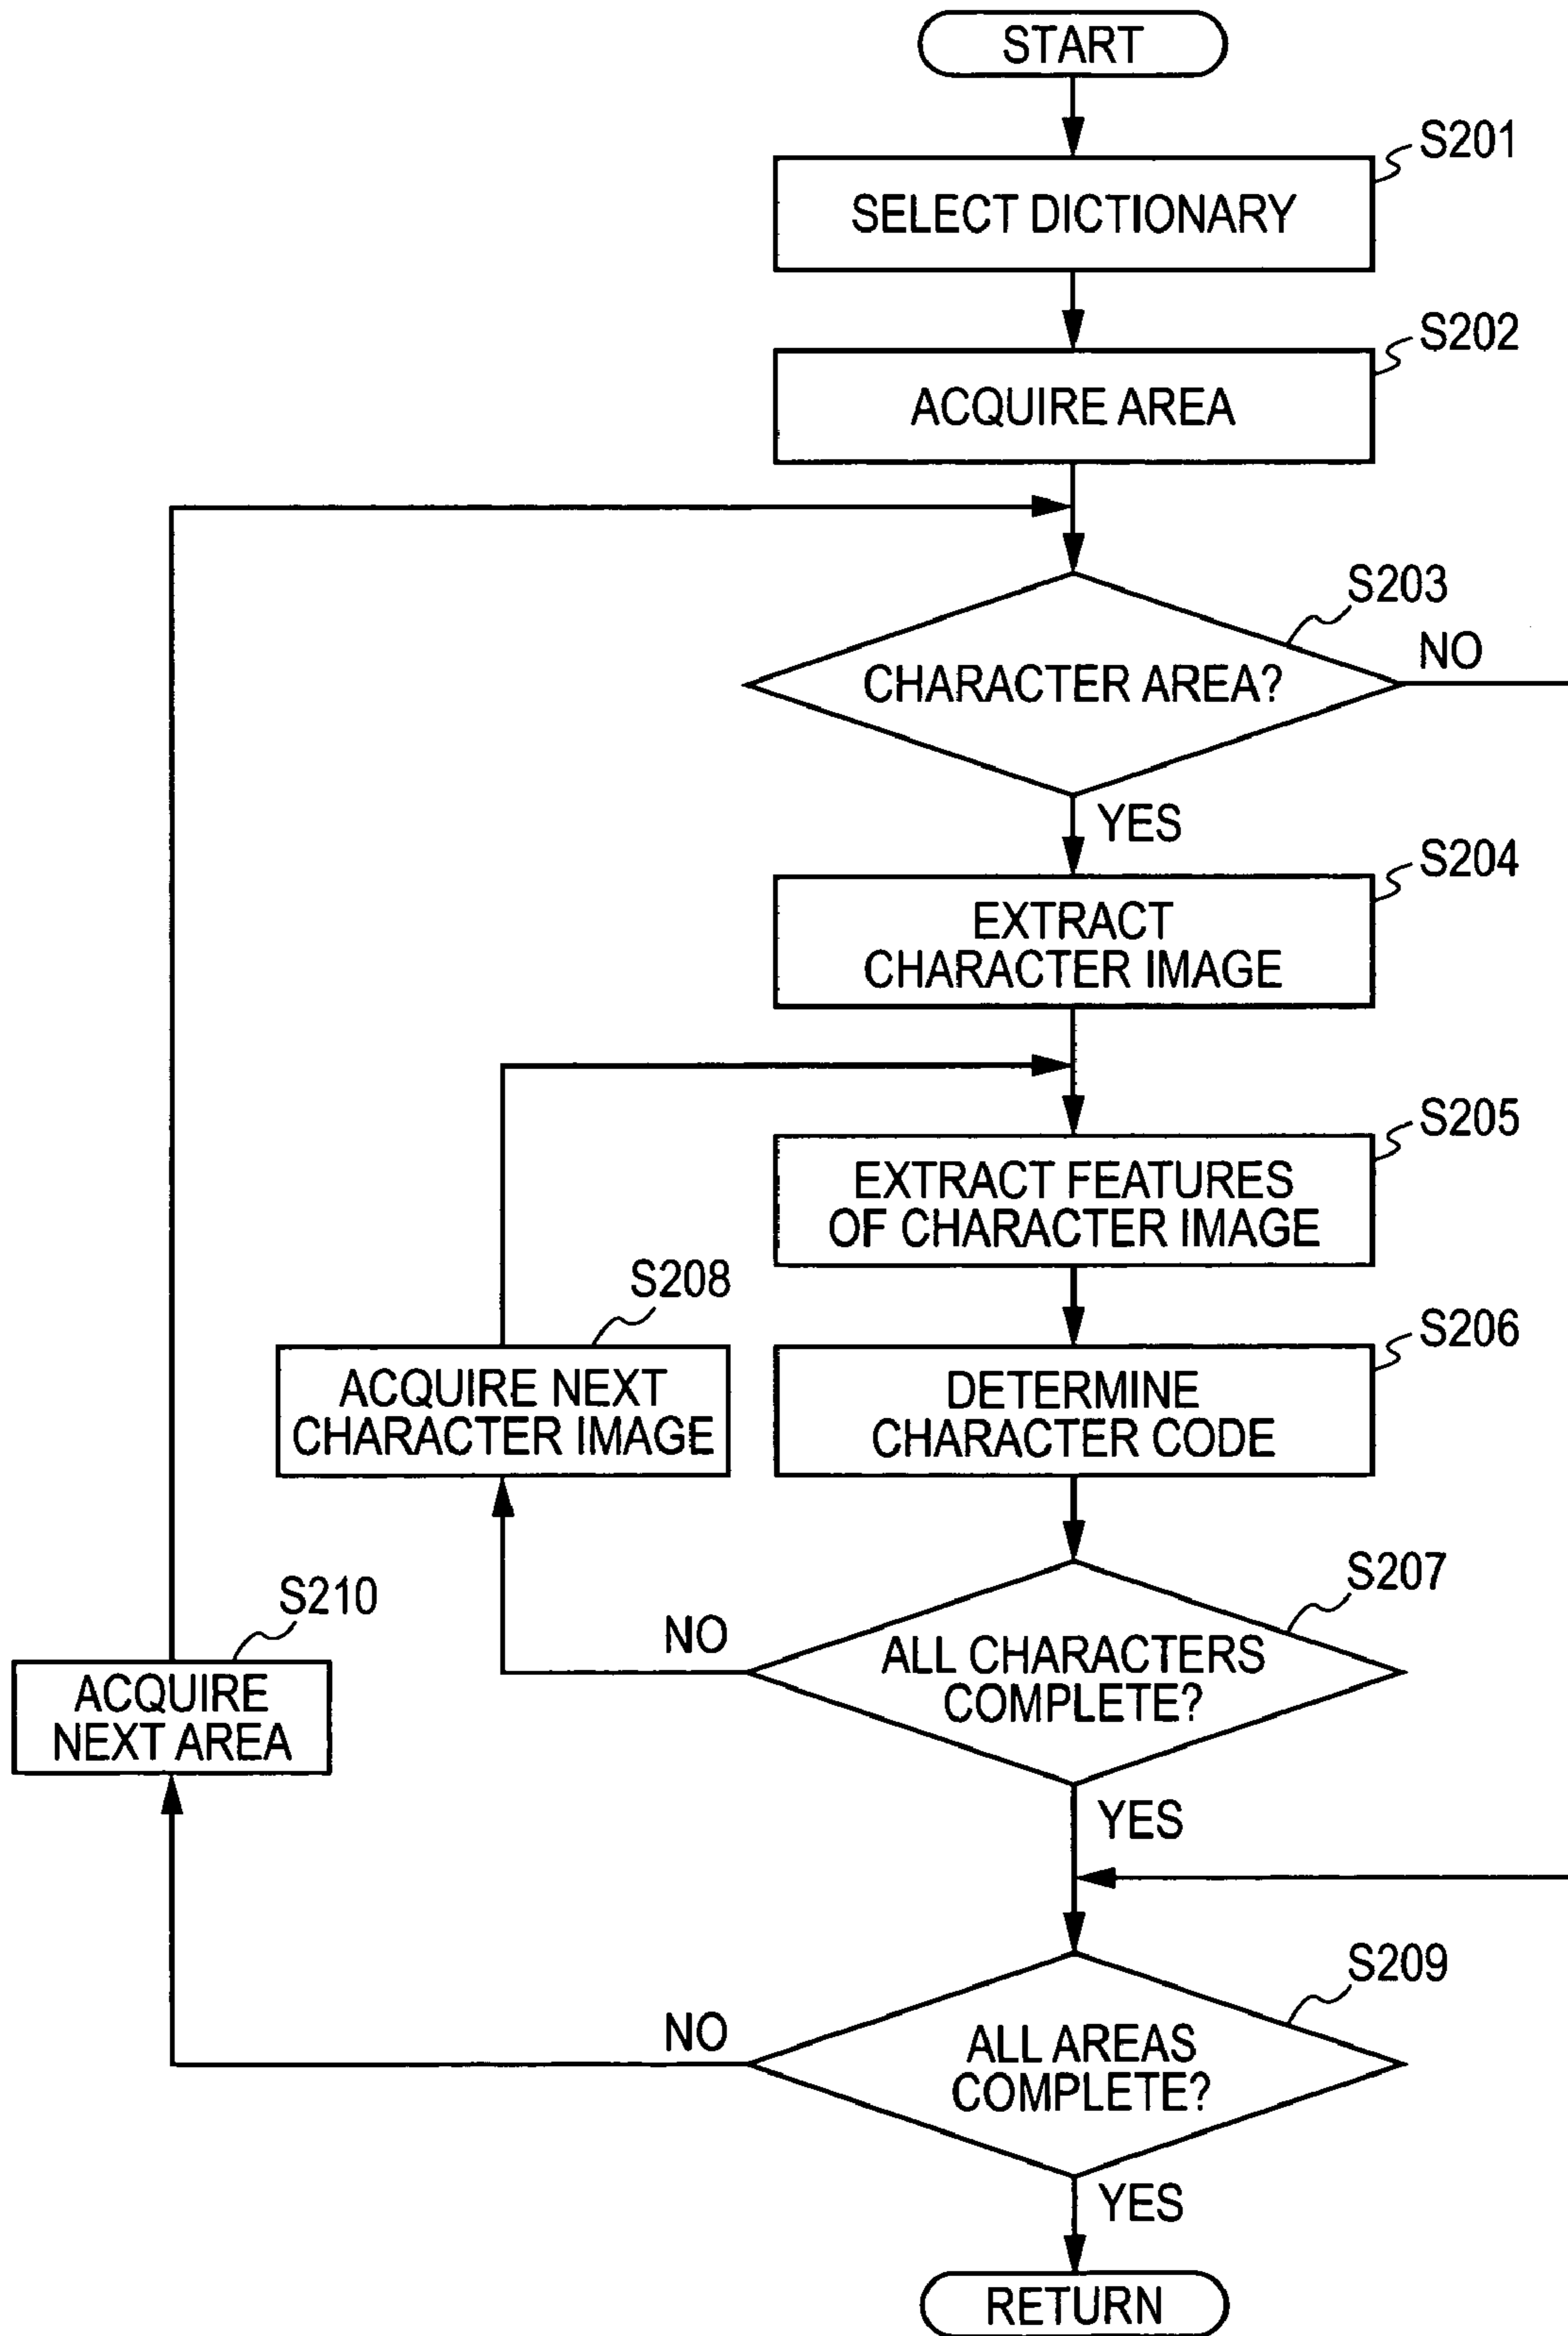 START
S201
SELECT DICTIONARY
S202
ACQUIRE AREA
S203
CHARACTER AREA?
NO
YES
S204
EXTRACT
CHARACTER IMAGE
S205
EXTRACT FEATURES
OF CHARACTER IMAGE
S208
ACQUIRE NEXT
CHARACTER IMAGE
S206
DETERMINE
CHARACTER CODE
S207
ALL CHARACTERS
COMPLETE?
NO
YES
S210
ACQUIRE
NEXT AREA
S209
ALL AREAS
COMPLETE?
NO
YES
RETURN